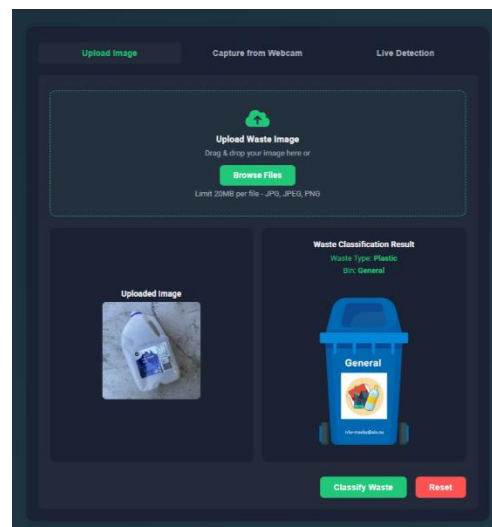 Upload Image
Capture from Webcam
Live Detection
Upload Waste Image
Drag & drop your image here or
Browse Files
Limit 20MB per file - JPG, JPEG, PNG
Uploaded Image
Waste Classification Result
Waste Type: Plastic
Bin: General
General
Classify Waste
Reset